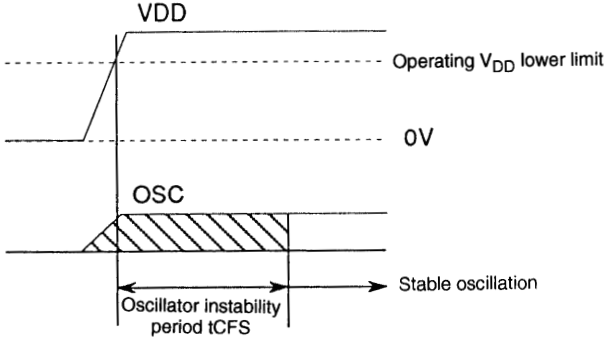 VDD
Operating VDD lower limit
0V
OSC
Stable oscillation
Oscillator instability
period tCFS